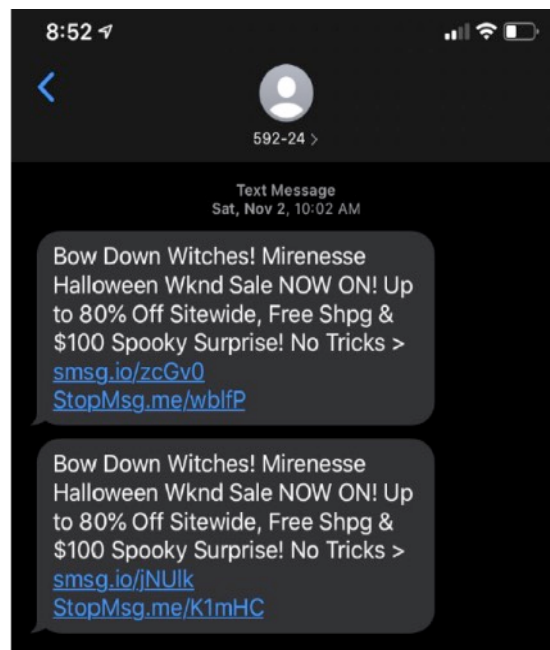 8:52
592-24 >
Text Message
Sat, Nov 2, 10:02 AM
Bow Down Witches! Mirenesse
Halloween Wknd Sale NOW ON! Up
to 80% Off Sitewide, Free Shpg &
$100 Spooky Surprise! No Tricks >
smsg.io/zcGv0
StopMsg.me/wblfP
Bow Down Witches! Mirenesse
Halloween Wknd Sale NOW ON! Up
to 80% Off Sitewide, Free Shpg &
$100 Spooky Surprise! No Tricks >
smsg.io/jNUlk
StopMsg.me/K1mHC